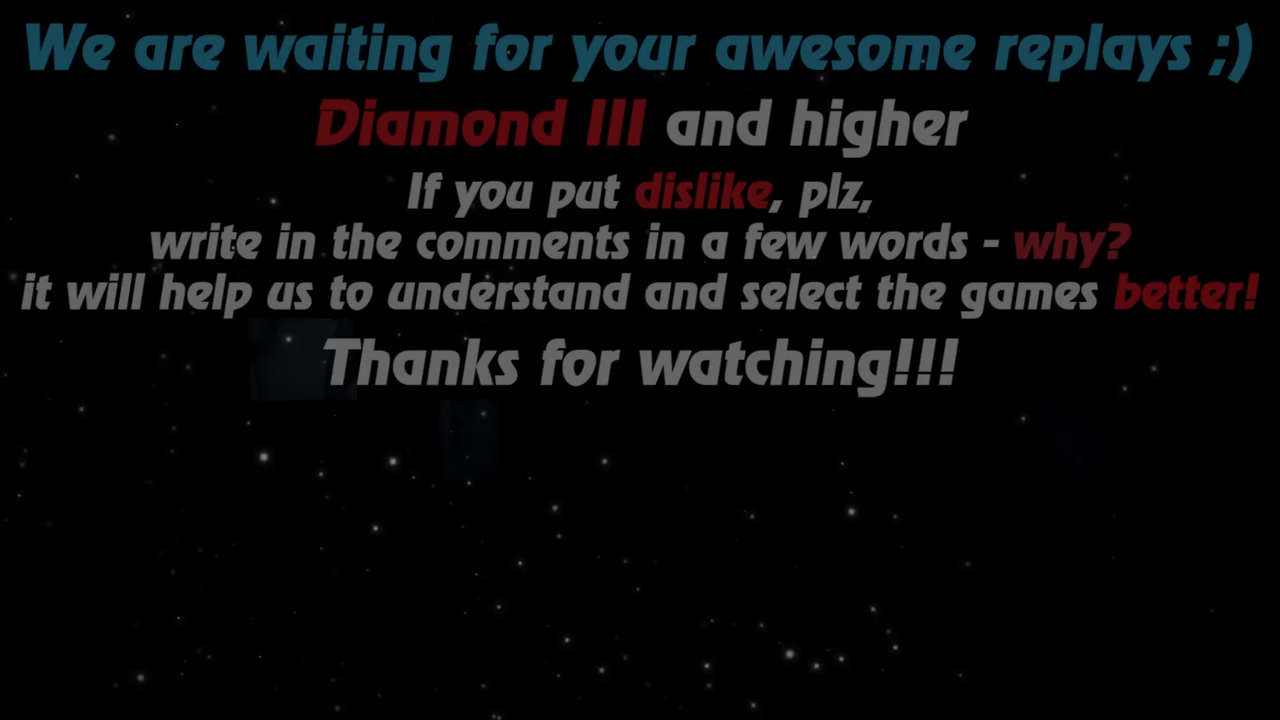 We are waiting for your awesome replays ;)
Diamond III and higher
If you put dislike, plz,
write in the comments in a few words - why?
it will help us to understand and select the games better!
Thanks for watching!!!